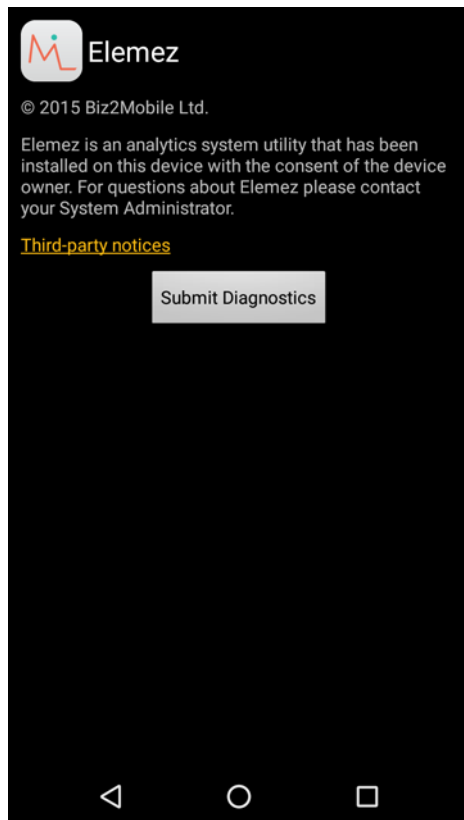 Elemez
© 2015 Biz2Mobile Ltd.
Elemez is an analytics system utility that has been
installed on this device with the consent of the device
owner. For questions about Elemez please contact
your System Administrator.
Third-party notices
Submit Diagnostics